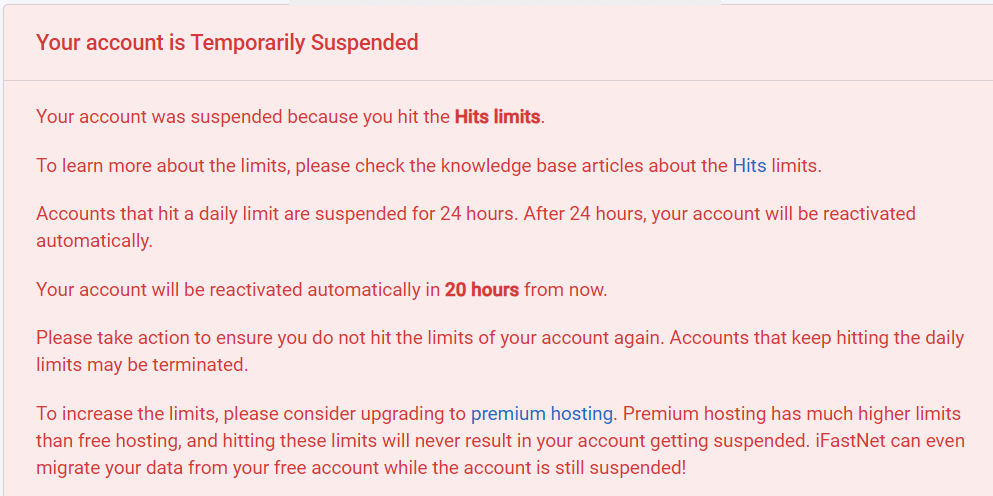 Your account is Temporarily Suspended
Your account was suspended because you hit the Hits limits.
To learn more about the limits, please check the knowledge base articles about the Hits limits.
Accounts that hit a daily limit are suspended for 24 hours. After 24 hours, your account will be reactivated
automatically.
Your account will be reactivated automatically in 20 hours from now.
Please take action to ensure you do not hit the limits of your account again. Accounts that keep hitting the daily
limits may be terminated.
To increase the limits, please consider upgrading to premium hosting. Premium hosting has much higher limits
than free hosting, and hitting these limits will never result in your account getting suspended. iFastNet can even
migrate your data from your free account while the account is still suspended!